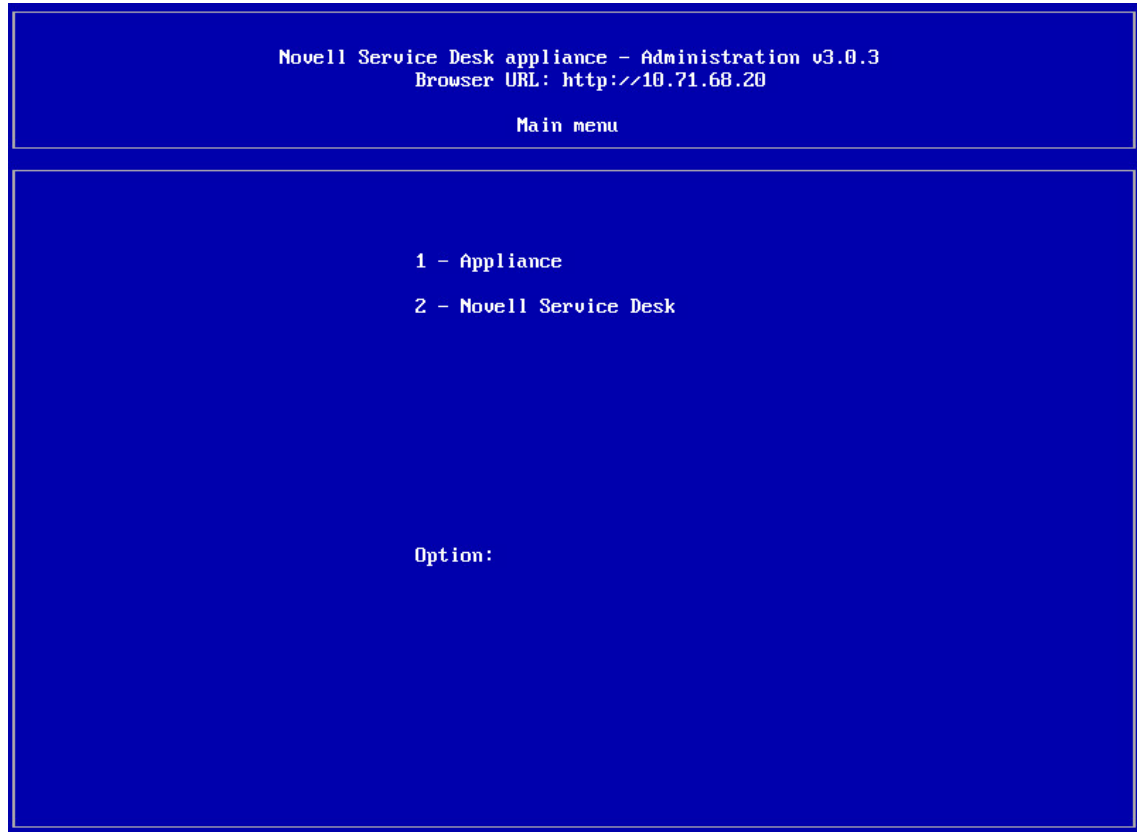 Novell Service Desk appliance - Administration v3.0.3
Browser URL: http://10.71.68.20
Main menu
1 - Appliance
2 - Novell Service Desk
Option: